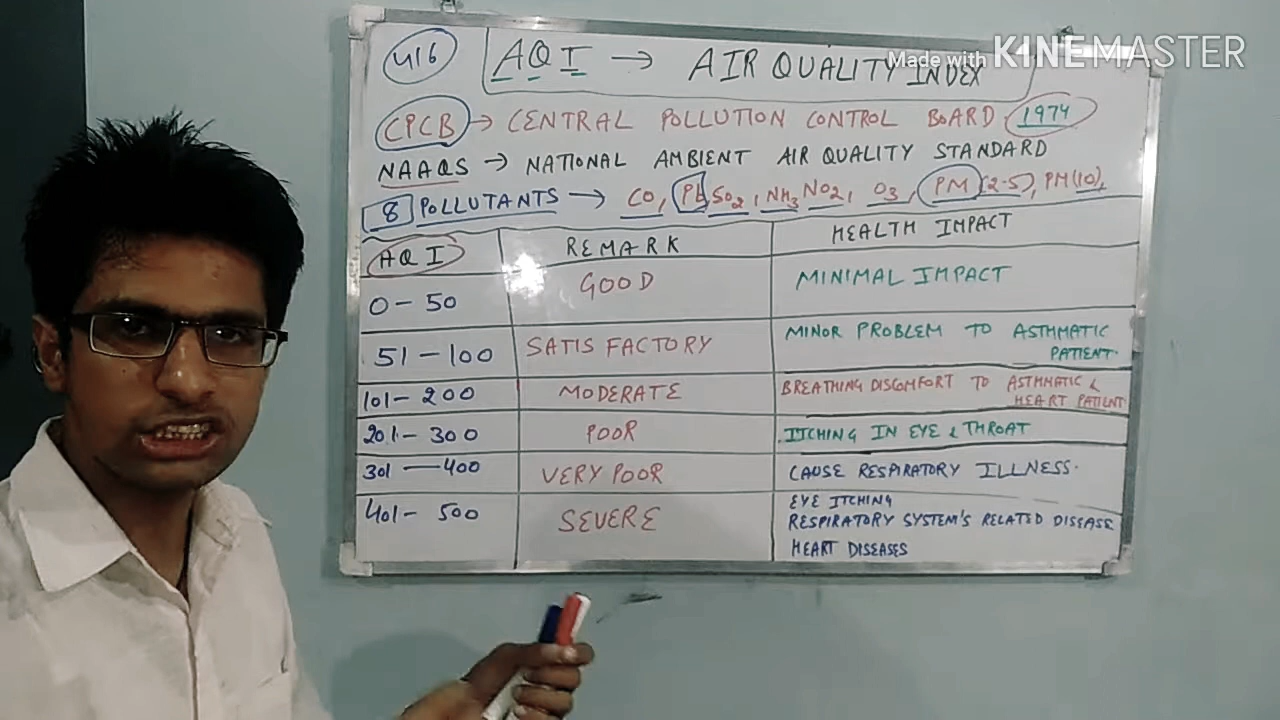 Made with KINEMASTER
416 AQI → AIR QUALITY INDEX
CPCB → CENTRAL POLLUTION CONTROL BOARD 1974
NAAQS → NATIONAL AMBIENT AIR QUALITY STANDARD
8 POLLUTANTS → CO, Pb SO2, NH3 NO2, O3, PM (2.5), PM(10),
AQI REMARK HEALTH IMPACT
0 - 50 GOOD MINIMAL IMPACT
51 - 100 SATISFACTORY MINOR PROBLEM TO ASTHMATIC
PATIENT.
101 - 200 MODERATE BREATHING DISCOMFORT TO ASTHMATIC &
HEART PATIENT
201 - 300 POOR ITCHING IN EYE & THROAT
301 - 400 VERY POOR CAUSE RESPIRATORY ILLNESS.
401 - 500 SEVERE EYE ITCHING
RESPIRATORY SYSTEM'S RELATED DISEASE
HEART DISEASES